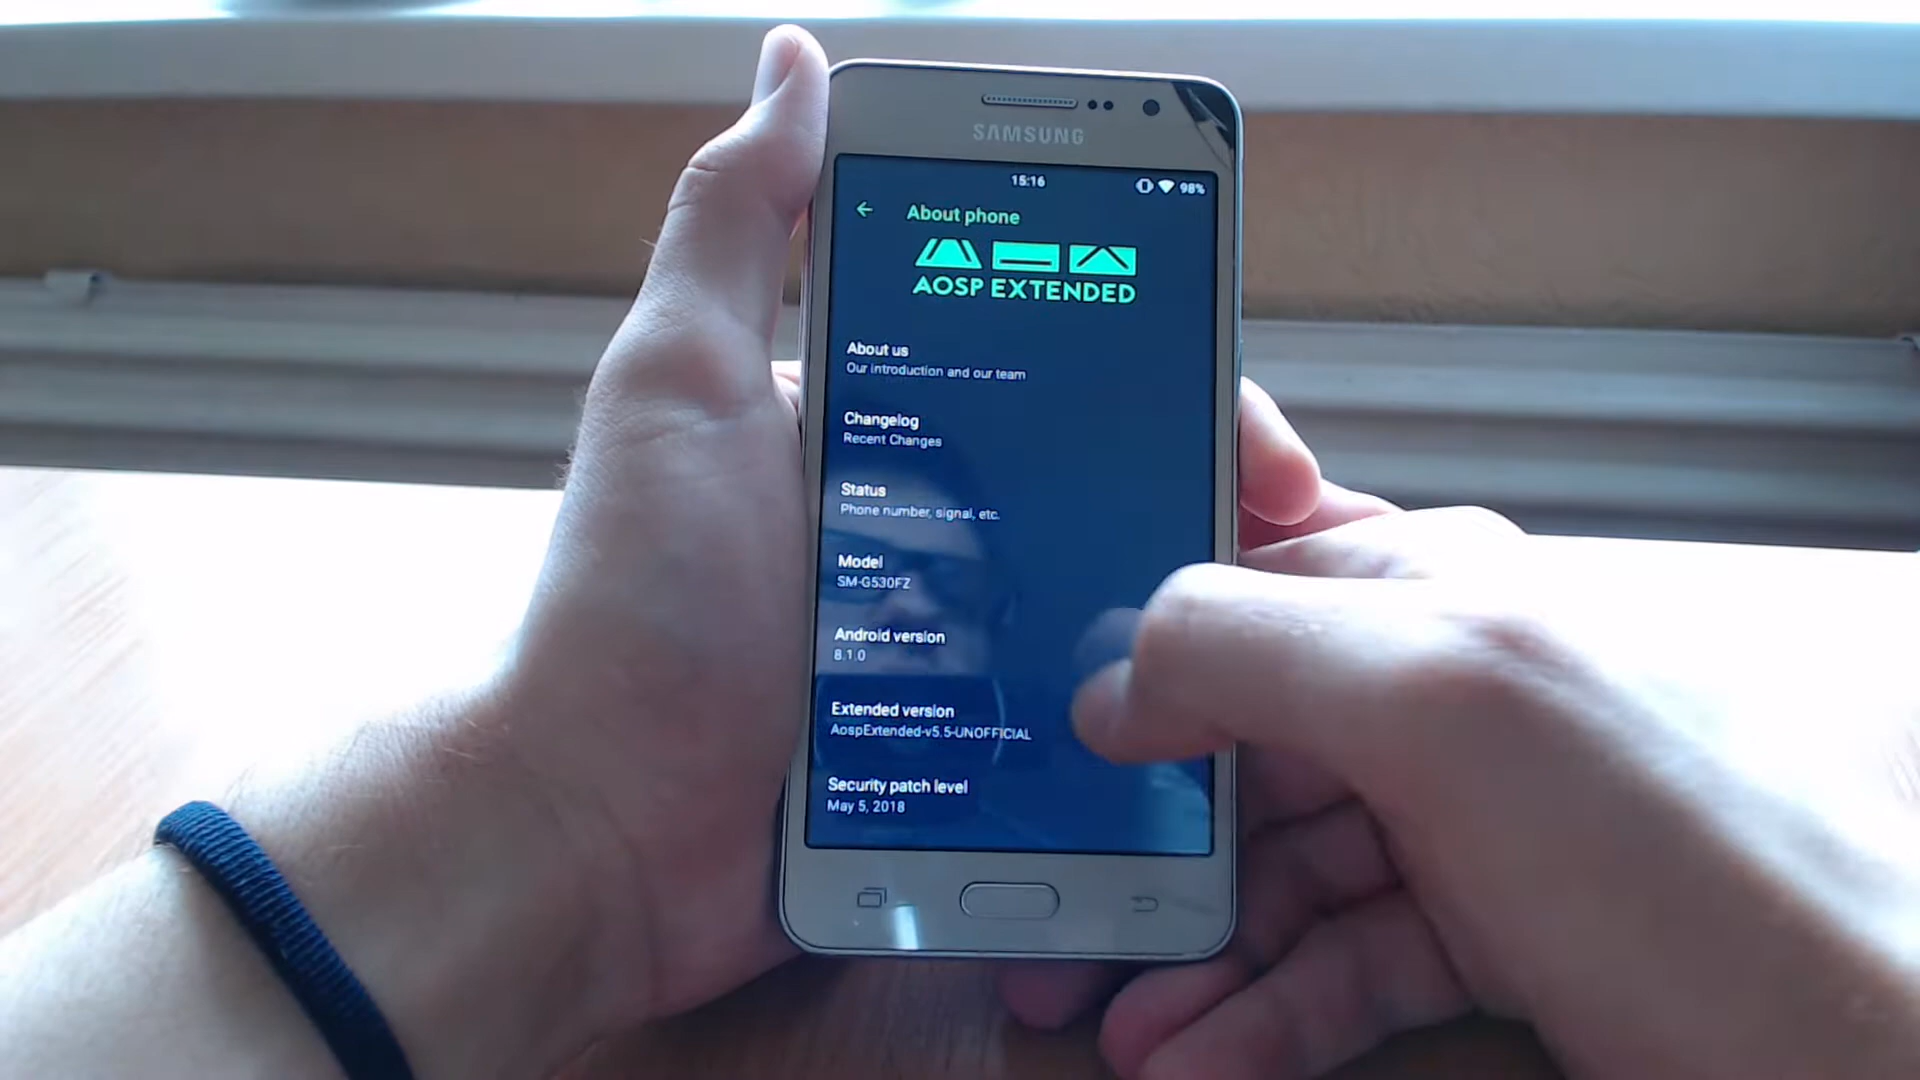 SAMSUNG
15:16 98%
About phone
AOSP EXTENDED
About us
Our introduction and our team
Changelog
Recent Changes
Status
Phone number, signal, etc.
Model
SM-G530FZ
Android version
8.1.0
Extended version
AospExtended-v5.5-UNOFFICIAL
Security patch level
May 5, 2018